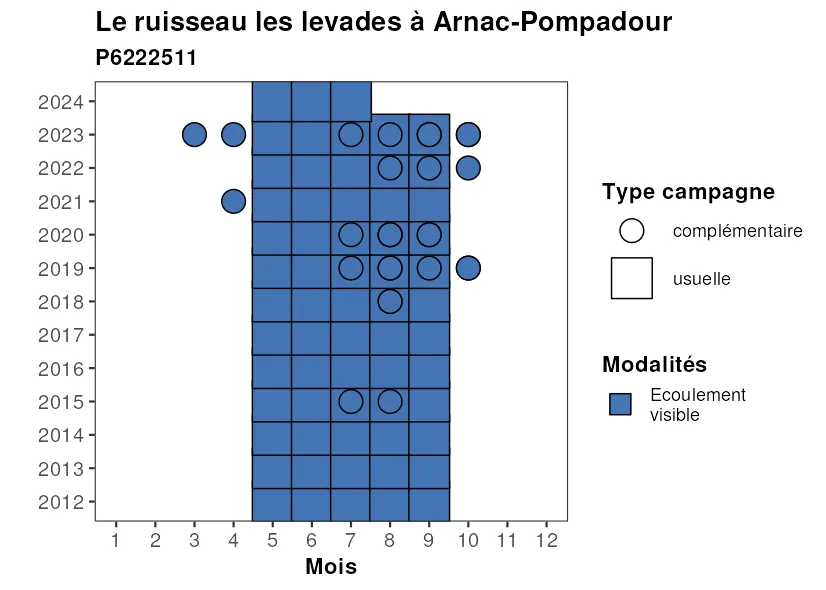 Le ruisseau les levades à Arnac-Pompadour
P6222511
2024
2023
2022
2021
2020
2019
2018
2017
2016
2015
2014
2013
2012
1 2 3 4 5 6 7 8 9 10 11 12
Mois
Type campagne
complémentaire
usuelle
Modalités
Ecoulement
visible